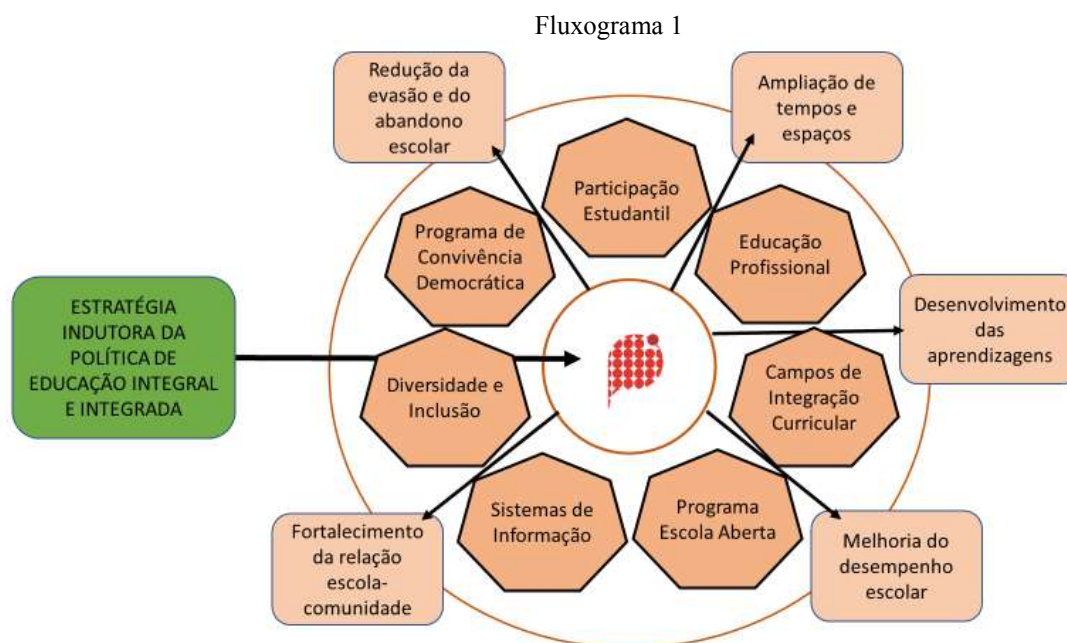 Fluxograma 1
Redução da
evasão e do
abandono
escolar
Ampliação de
tempos e
espaços
Participação
Estudantil
Programa de
Convivência
Democrática
Educação
Profissional
ESTRATÉGIA
INDUTORA DA
POLÍTICA DE
EDUCAÇÃO INTEGRAL
E INTEGRADA
Desenvolvimento
das
aprendizagens
Diversidade e
Inclusão
Campos de
Integração
Curricular
Sistemas de
Informação
Programa
Escola Aberta
Fortalecimento
da relação
escola-
comunidade
Melhoria do
desempenho
escolar